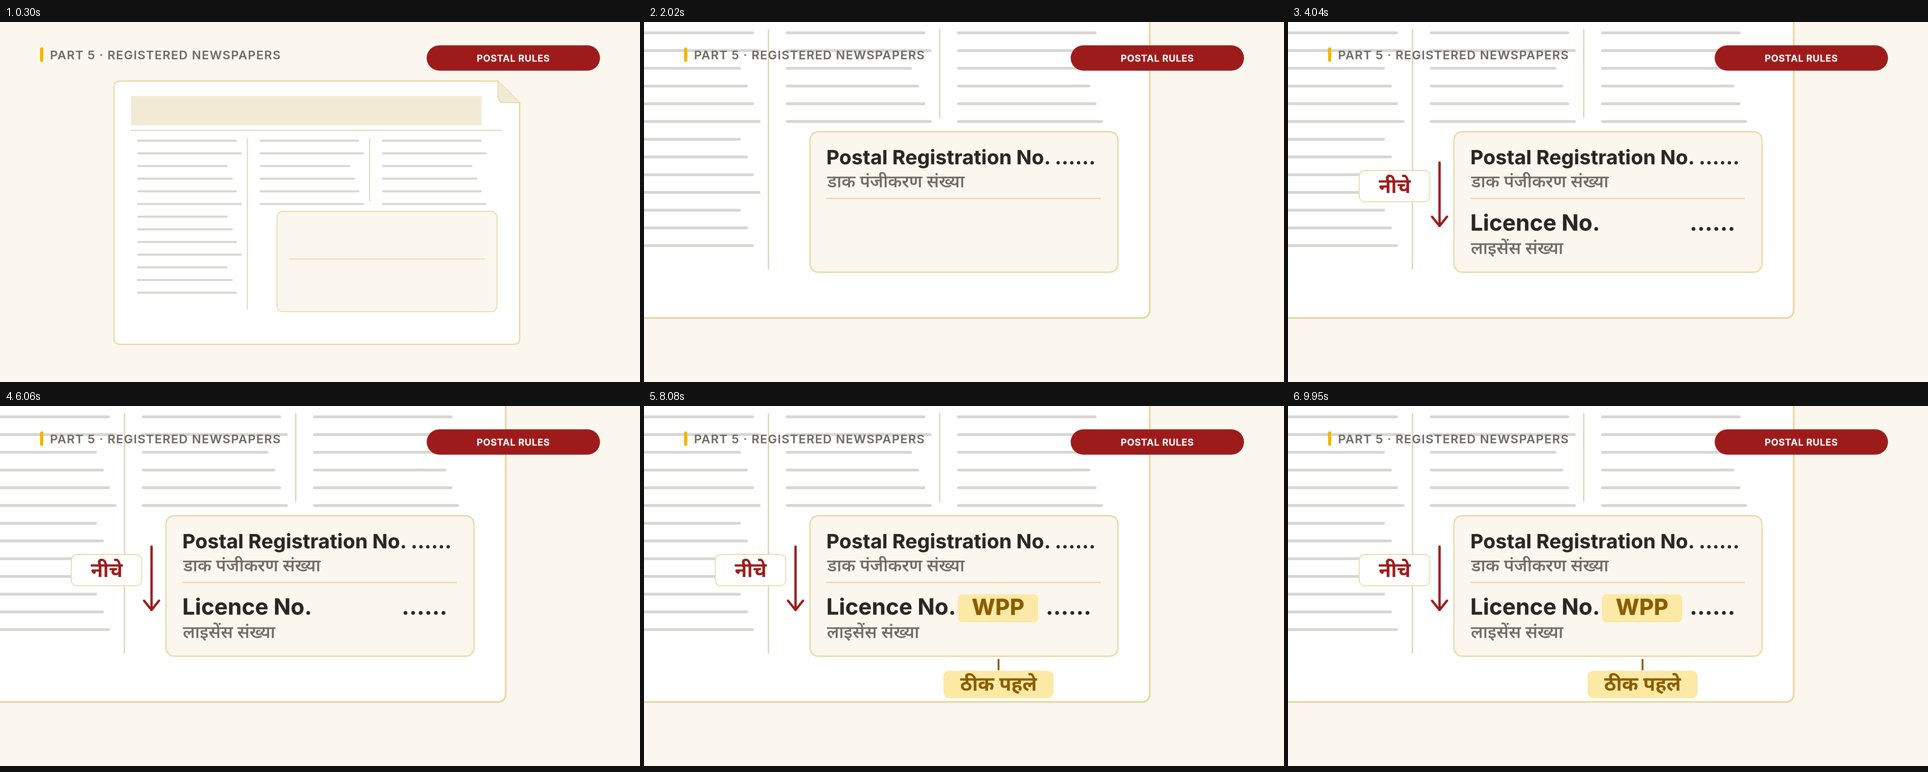 1. 0.30s
PART 5 · REGISTERED NEWSPAPERS
POSTAL RULES
2. 2.02s
PART 5 · REGISTERED NEWSPAPERS
POSTAL RULES
Postal Registration No. ......
डाक पंजीकरण संख्या
3. 4.04s
PART 5 · REGISTERED NEWSPAPERS
POSTAL RULES
Postal Registration No. ......
डाक पंजीकरण संख्या
नीचे
Licence No. ......
लाइसेंस संख्या
4. 6.06s
PART 5 · REGISTERED NEWSPAPERS
POSTAL RULES
Postal Registration No. ......
डाक पंजीकरण संख्या
नीचे
Licence No. ......
लाइसेंस संख्या
5. 8.08s
PART 5 · REGISTERED NEWSPAPERS
POSTAL RULES
Postal Registration No. ......
डाक पंजीकरण संख्या
नीचे
Licence No. WPP ......
लाइसेंस संख्या
ठीक पहले
6. 9.95s
PART 5 · REGISTERED NEWSPAPERS
POSTAL RULES
Postal Registration No. ......
डाक पंजीकरण संख्या
नीचे
Licence No. WPP ......
लाइसेंस संख्या
ठीक पहले